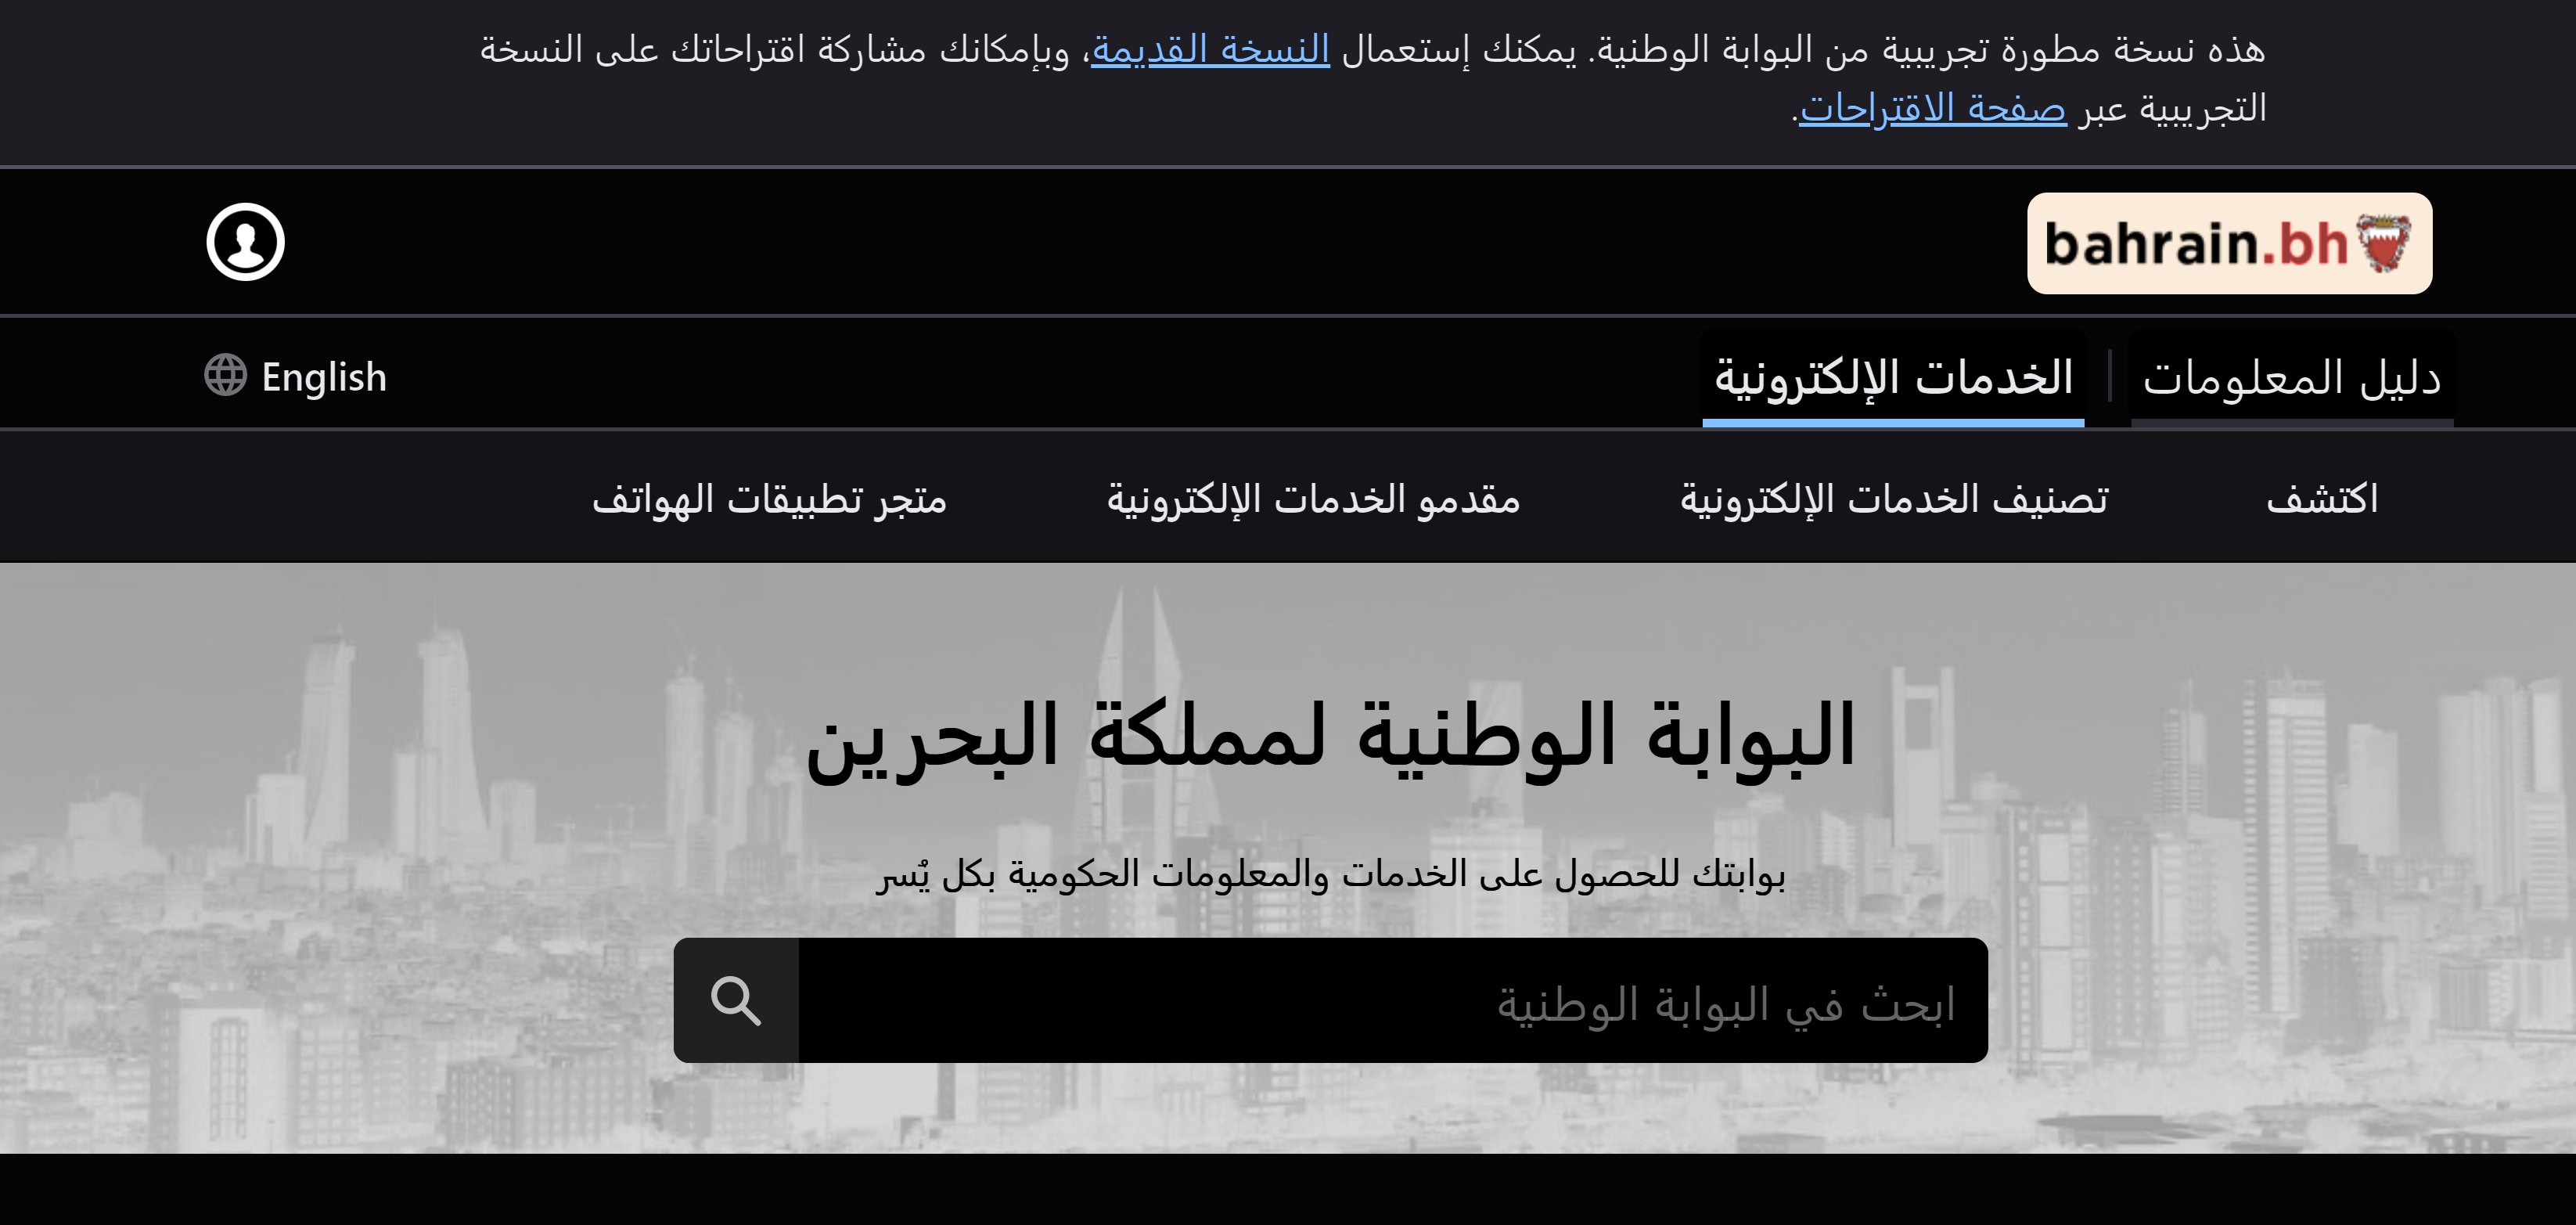 هذه نسخة مطورة تجريبية من البوابة الوطنية. يمكنك إستعمال النسخة القديمة، وبإمكانك مشاركة اقتراحاتك على النسخة
التجريبية عبر صفحة الاقتراحات.
bahrain.bh
دليل المعلومات | الخدمات الإلكترونية
English
اكتشف
تصنيف الخدمات الإلكترونية
مقدمو الخدمات الإلكترونية
متجر تطبيقات الهواتف
البوابة الوطنية لمملكة البحرين
بوابتك للحصول على الخدمات والمعلومات الحكومية بكل يُسر
ابحث في البوابة الوطنية